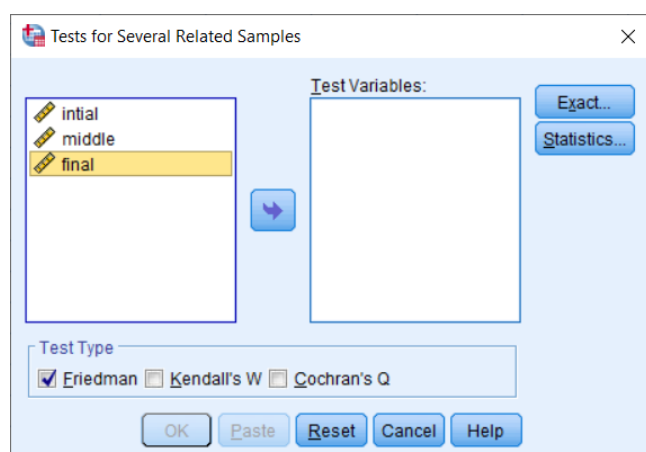 Tests for Several Related Samples
Test Variables:
intial
middle
final
Exact...
Statistics...
Test Type
Friedman Kendall's W Cochran's Q
OK Paste Reset Cancel Help